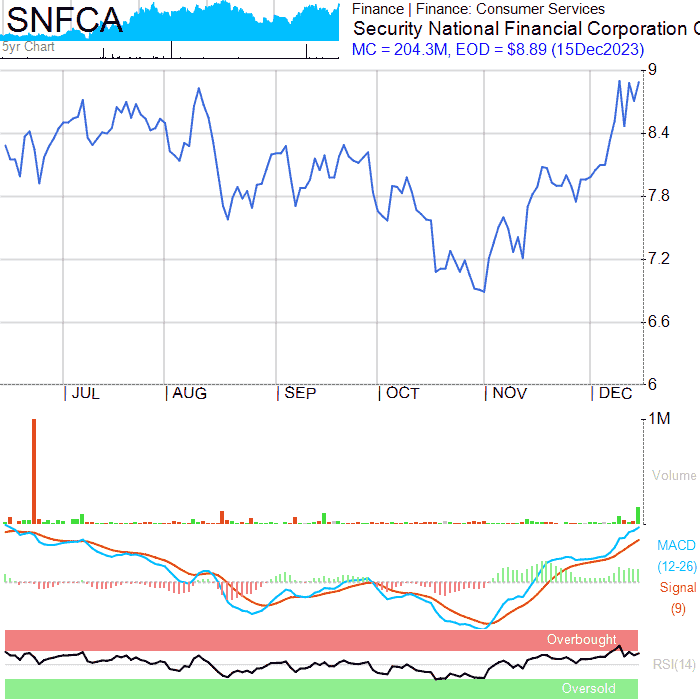 SNFCA
5yr Chart
Finance | Finance: Consumer Services
Security National Financial Corporation
MC = 204.3M, EOD = $8.89 (15Dec2023)
9
8.4
7.8
7.2
6.6
6
JUL AUG SEP OCT NOV DEC
1M
Volume
MACD
(12-26)
Signal
(9)
Overbought
RSI(14)
Oversold